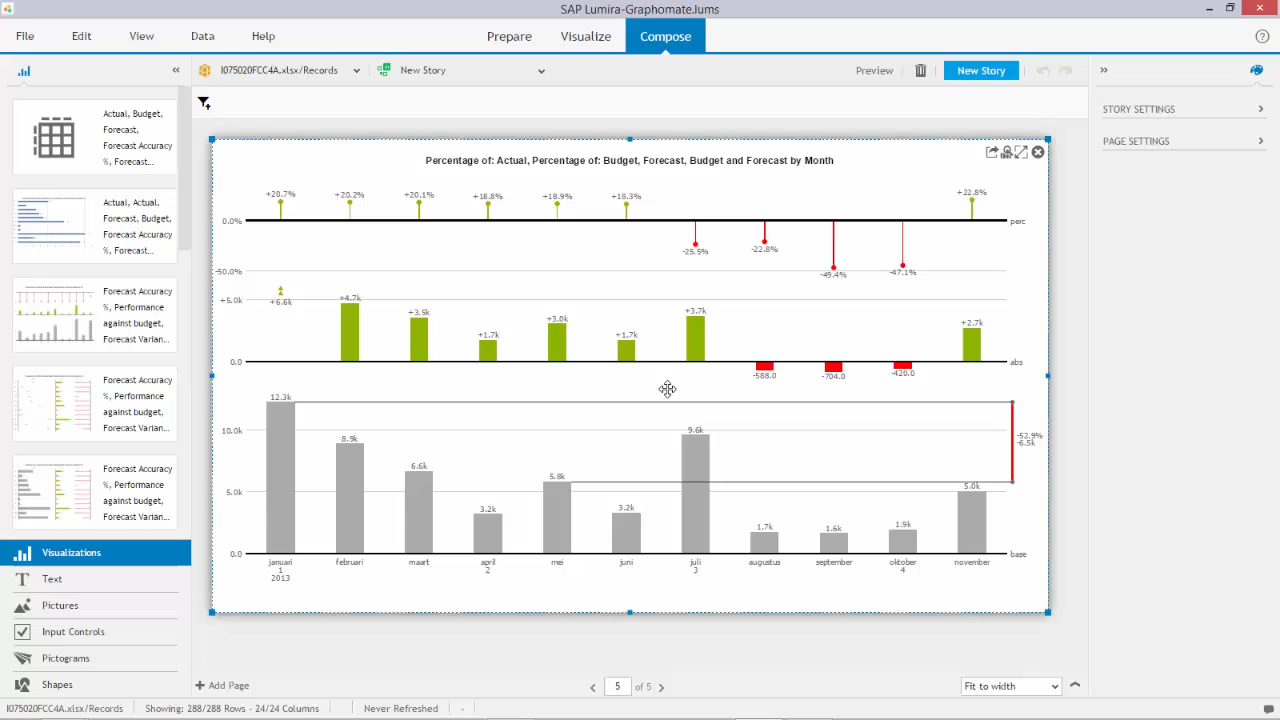 SAP Lumira-Graphomate.lums
File Edit View Data Help
Prepare Visualize Compose
I075020FCC4A.xlsx/Records
New Story
Preview
New Story
Actual, Budget,
Forecast,
Forecast Accuracy
%, Forecast...
Actual, Actual,
Forecast, Budget,
Forecast Accuracy
%, Forecast...
Forecast Accuracy
%, Performance
against budget,
Forecast Varian...
Forecast Accuracy
%, Performance
against budget,
Forecast Varian...
Forecast Accuracy
%, Performance
against budget,
Forecast Varian...
Visualizations
Text
Pictures
Input Controls
Pictograms
Shapes
Percentage of: Actual, Percentage of: Budget, Forecast, Budget and Forecast by Month
+20.7% +20.2% +20.1% +18.8% +18.9% +18.3% +22.8%
0.0% perc
-25.5% -22.8% -49.4% -47.1%
-50.0%
+5.0k
+6.6k +4.7k +3.5k +1.7k +3.0k +1.7k +3.7k +2.7k
0.0 abs
-588.0 -704.0 -420.0
12.3k 8.9k 6.6k 3.2k 5.8k 3.2k 9.6k 1.7k 1.6k 1.9k 5.0k
10.0k
-52.9%
-6.5k
5.0k
0.0 base
januari februari maart april mei juni juli augustus september oktober november
1 2 3 4
2013
STORY SETTINGS
PAGE SETTINGS
Add Page
5 of 5
Fit to width
I075020FCC4A.xlsx/Records Showing: 288/288 Rows - 24/24 Columns Never Refreshed -